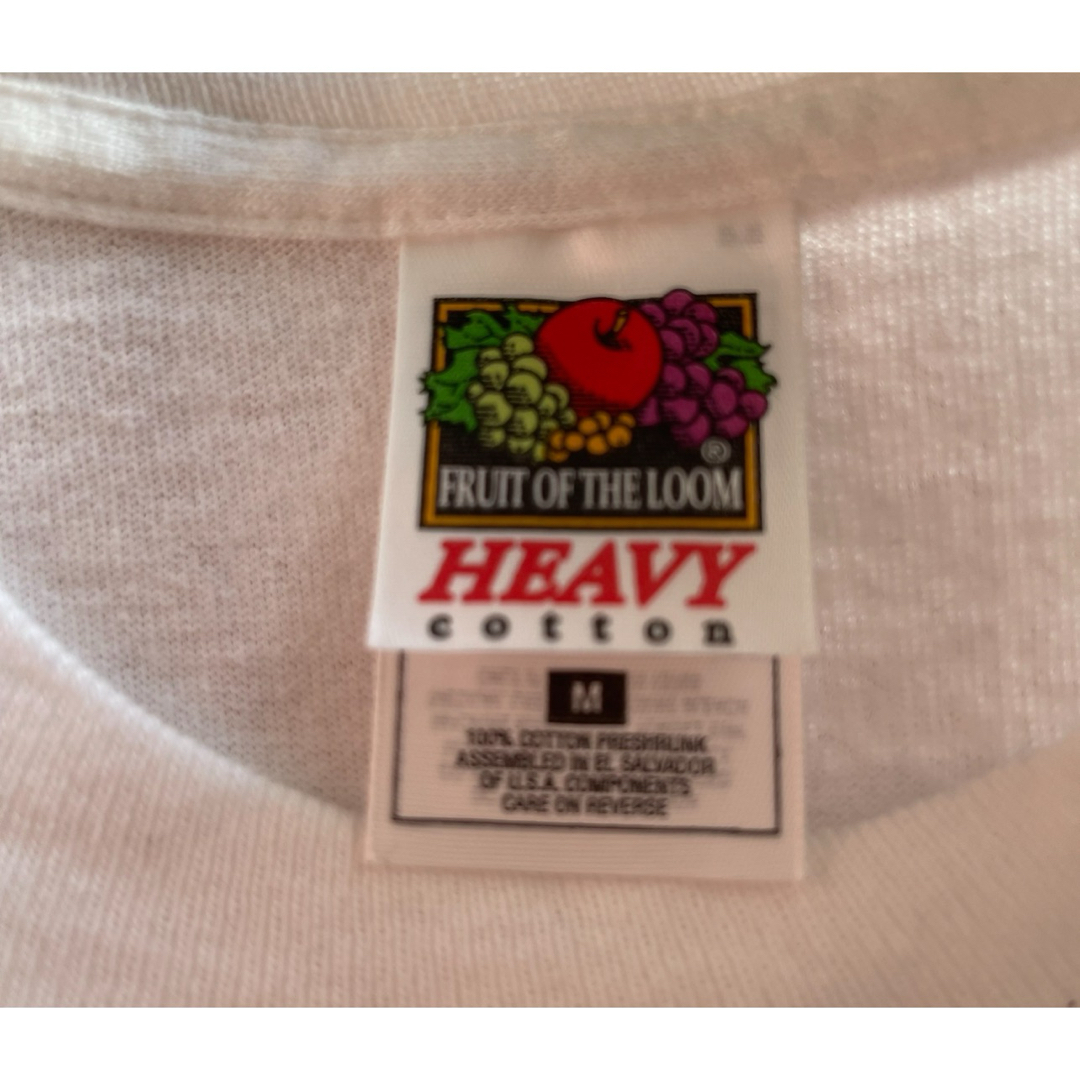 ®
FRUIT OF THE LOOM
HEAVY
cotton
M
100% COTTON PRESHRUNK
ASSEMBLED IN EL SALVADOR
OF U.S.A. COMPONENTS
CARE ON REVERSE